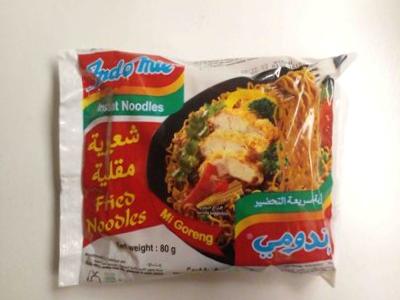 Indomie
Instant Noodles
شعرية
مقلية
Fried
Noodles
Mi Goreng
Net weight : 80 g
سريعة التحضير
إندومي